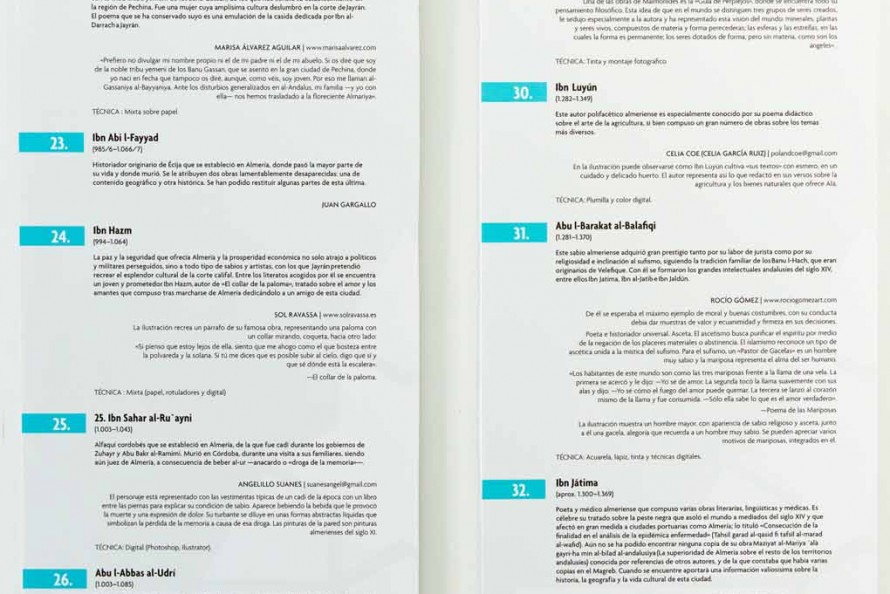 región de Pechina. Fue una mujer cuya amplísima cultura deslumbró en la corte de Jayrán.
El poema que se ha conservado suyo es una emulación de la casida dedicada por Ibn al-
Darrach a Jayrán.
MARISA ÁLVAREZ AGUILAR | www.marisaalvarez.com
«Prefiero no divulgar mi nombre propio ni el de mi padre ni el de mi abuelo. Si os diré que soy
de la noble tribu yemení de los Banu Gassan, que se asentó en la gran ciudad de Pechina, donde
yo nací en fecha que tampoco os diré, aunque, como véis, soy joven. Por eso me llaman al-
Gassaniya al-Bayyaniya. Ante los disturbios generalizados en al-Andalus, mi familia —y yo con
ella— nos hemos trasladado a la floreciente Almariya».
TÉCNICA : Mixta sobre papel
23.
Ibn Abi l-Fayyad
(985/6–1.066/7)
Historiador originario de Écija que se estableció en Almería, donde pasó la mayor parte de
su vida y donde murió. Se le atribuyen dos obras lamentablemente desaparecidas: una de
contenido geográfico y otra histórica. Se han podido restituir algunas partes de esta última.
JUAN GARGALLO
24.
Ibn Hazm
(994–1.064)
La paz y la seguridad que ofrecía Almería y la prosperidad económica no solo atrajo a políticos
y militares perseguidos, sino a todo tipo de sabios y artistas, con los que Jayrán pretendió
recrear el esplendor cultural de la corte califal. Entre los literatos acogidos por él se encuentra
un joven y prometedor Ibn Hazm, autor de «El collar de la paloma», tratado sobre el amor y los
amantes que compuso tras marcharse de Almería dedicándolo a un amigo de esta ciudad.
SOL RAVASSA | www.solravassa.es
La ilustración recrea un párrafo de su famosa obra, representando una paloma con
un collar mirando, coqueta, hacia otro lado:
«Si pienso que estoy lejos de ella, siento que me ahogo como el que bosteza entre
la polvareda y la solana. Si tú me dices que es posible subir al cielo, digo que sí y
que sé dónde está la escalera».
—El collar de la paloma.
TÉCNICA : Mixta (papel, rotuladores y digital)
25.
25. Ibn Sahar al-Ru`ayni
(1.003–1.043)
Alfaquí cordobés que se estableció en Almería, de la que fue cadí durante los gobiernos de
Zuhayr y Abu Bakr al-Ramimi. Murió en Córdoba, durante una visita a sus familiares, siendo
aún juez de Almería, a consecuencia de beber al-ur —anacardo o «droga de la memoria»—.
ANGELILLO SUANES | suanesangel@gmail.com
El personaje está representado con las vestimentas típicas de un cadí de la época con un libro
entre las piernas para explicar su condición de sabio. Aparece bebiendo la bebida que le provocó
la muerte y una expresión de dolor. Su turbante se diluye en unas formas abstractas líquidas que
simbolizan la pérdida de la memoria a causa de esa droga. Las pinturas de la pared son pinturas
almerienses del siglo XI.
TÉCNICA: Digital (Photoshop, Ilustrator).
26.
Abu l-Abbas al-Udrí
(1.003–1.085)
Una de las obras de Maimónides es la «Guía de Perplejos», donde se encuentra todo su
pensamiento filosófico. Esta idea de que en el mundo se distinguen tres grupos de seres creados,
le sedujo especialmente a la autora y ha representado esta visión del mundo: minerales, plantas
y seres vivos, compuestos de materia y forma perecederas; las esferas y las estrellas, en las
cuales la forma es permanente; los seres dotados de forma, pero sin materia, como son los
ángeles».
TÉCNICA: Tinta y montaje fotográfico
30.
Ibn Luyún
(1.282–1.349)
Este autor polifacético almeriense es especialmente conocido por su poema didáctico
sobre el arte de la agricultura, si bien compuso un gran número de obras sobre los temas
más diversos.
CELIA COE (CELIA GARCÍA RUIZ) | polandcoe@gmail.com
En la ilustración puede observarse como Ibn Luyún cultiva «sus textos» con esmero, en un
cuidado y delicado huerto. El autor representa así lo que redactó en sus versos sobre la
agricultura y los bienes naturales que ofrece Alá.
TÉCNICA: Plumilla y color digital.
31.
Abu l-Barakat al-Balafiqi
(1.281–1.370)
Este sabio almeriense adquirió gran prestigio tanto por su labor de jurista como por su
religiosidad e inclinación al sufismo, siguiendo la tradición familiar de los Banu l-Hach, que eran
originarios de Velefique. Con él se formaron los grandes intelectuales andalusíes del siglo XIV,
entre ellos Ibn Jatima, Ibn al-Jatib e Ibn Jaldún.
ROCÍO GÓMEZ | www.rociogomezart.com
De él se esperaba el máximo ejemplo de moral y buenas costumbres, con su conducta
debía dar muestras de valor y ecuanimidad y firmeza en sus decisiones.
Poeta e historiador universal. Asceta. El ascetismo busca purificar el espíritu por medio
de la negación de los placeres materiales o abstinencia. El islamismo reconoce un tipo de
ascética unida a la mística del sufismo. Para el sufismo, un «Pastor de Gacelas» es un hombre
muy sabio y la mariposa representa el alma del ser humano.
«Los habitantes de este mundo son como las tres mariposas frente a la llama de una vela. La
primera se acercó y le dijo: —Yo sé de amor. La segunda tocó la llama suavemente con sus
alas y dijo: —Yo sé cómo el fuego del amor puede quemar. La tercera se lanzó al corazón
mismo de la llama y fue consumida. —Sólo ella sabe lo que es el amor verdadero».
—Poema de las Mariposas
La ilustración muestra un hombre mayor, con apariencia de sabio religioso y asceta, junto
a él una gacela, alegoría que recuerda a un hombre muy sabio. Se pueden apreciar varios
motivos de mariposas, integrados en él.
TÉCNICA: Acuarela, lápiz, tinta y técnicas digitales.
32.
Ibn Játima
(aprox. 1.300–1.369)
Poeta y médico almeriense que compuso varias obras literarias, lingüísticas y médicas. Es
célebre su tratado sobre la peste negra que asoló el mundo a mediados del siglo XIV y que
afectó en gran medida a ciudades portuarias como Almería; lo tituló «Consecución de la
finalidad en el análisis de la epidémica enfermedad» (Tahsil garad al-qasid fi tafsil al-marad
al-wafid). Aún no se ha podido encontrar ninguna copia de su obra Maziyat al-Mariya `ala
gayri-ha min al-bilad al-andalusiya (La superioridad de Almería sobre el resto de los territorios
andalusíes) conocida por referencias de otros autores, y de la que constaba que había varias
copias en el Magreb. Cuando se encuentre aportará una información valiosísima sobre la
historia, la geografía y la vida cultural de esta ciudad.